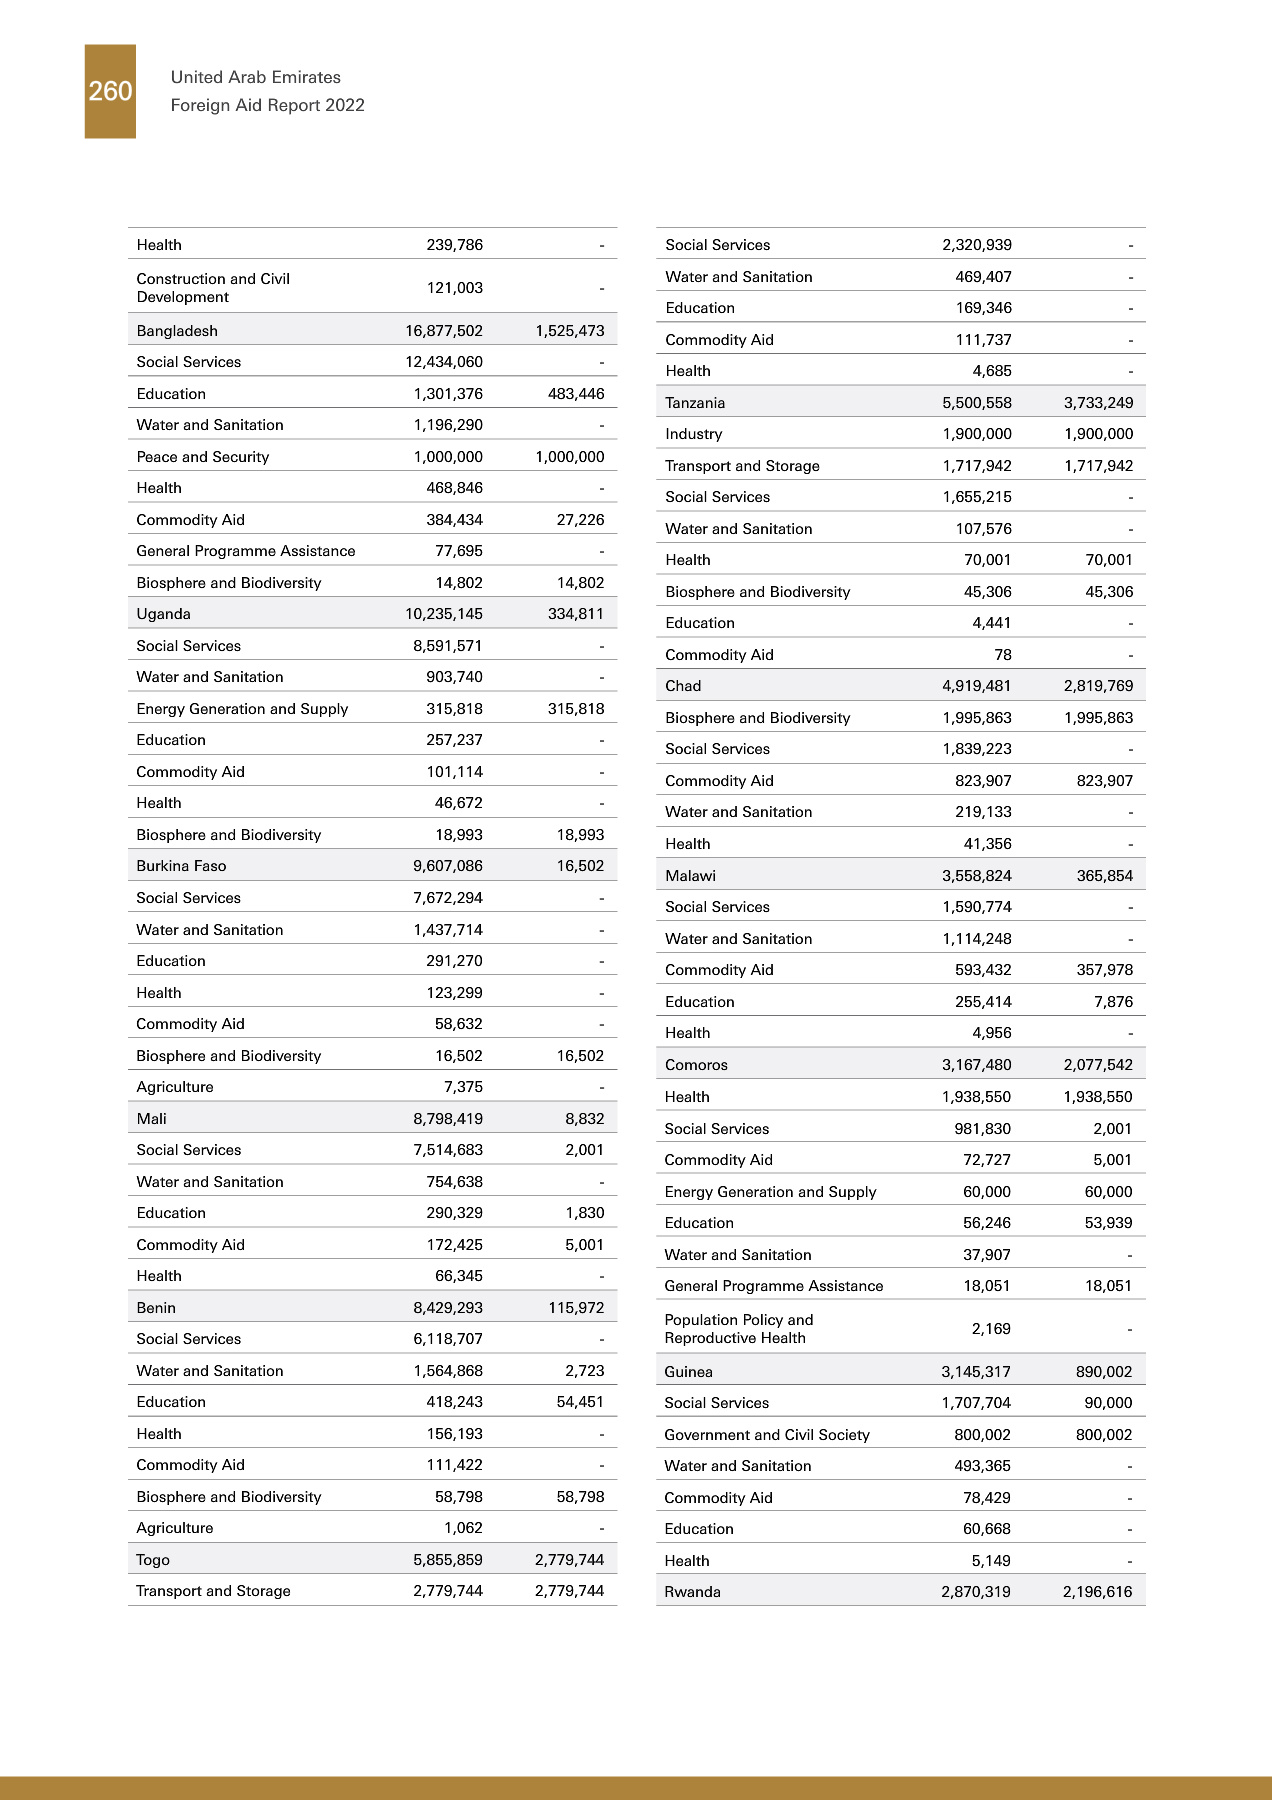 260
United Arab Emirates
Foreign Aid Report 2022
Health 239,786 -
Construction and Civil
Development 121,003 -
Bangladesh 16,877,502 1,525,473
Social Services 12,434,060 -
Education 1,301,376 483,446
Water and Sanitation 1,196,290 -
Peace and Security 1,000,000 1,000,000
Health 468,846 -
Commodity Aid 384,434 27,226
General Programme Assistance 77,695 -
Biosphere and Biodiversity 14,802 14,802
Uganda 10,235,145 334,811
Social Services 8,591,571 -
Water and Sanitation 903,740 -
Energy Generation and Supply 315,818 315,818
Education 257,237 -
Commodity Aid 101,114 -
Health 46,672 -
Biosphere and Biodiversity 18,993 18,993
Burkina Faso 9,607,086 16,502
Social Services 7,672,294 -
Water and Sanitation 1,437,714 -
Education 291,270 -
Health 123,299 -
Commodity Aid 58,632 -
Biosphere and Biodiversity 16,502 16,502
Agriculture 7,375 -
Mali 8,798,419 8,832
Social Services 7,514,683 2,001
Water and Sanitation 754,638 -
Education 290,329 1,830
Commodity Aid 172,425 5,001
Health 66,345 -
Benin 8,429,293 115,972
Social Services 6,118,707 -
Water and Sanitation 1,564,868 2,723
Education 418,243 54,451
Health 156,193 -
Commodity Aid 111,422 -
Biosphere and Biodiversity 58,798 58,798
Agriculture 1,062 -
Togo 5,855,859 2,779,744
Transport and Storage 2,779,744 2,779,744
Social Services 2,320,939 -
Water and Sanitation 469,407 -
Education 169,346 -
Commodity Aid 111,737 -
Health 4,685 -
Tanzania 5,500,558 3,733,249
Industry 1,900,000 1,900,000
Transport and Storage 1,717,942 1,717,942
Social Services 1,655,215 -
Water and Sanitation 107,576 -
Health 70,001 70,001
Biosphere and Biodiversity 45,306 45,306
Education 4,441 -
Commodity Aid 78 -
Chad 4,919,481 2,819,769
Biosphere and Biodiversity 1,995,863 1,995,863
Social Services 1,839,223 -
Commodity Aid 823,907 823,907
Water and Sanitation 219,133 -
Health 41,356 -
Malawi 3,558,824 365,854
Social Services 1,590,774 -
Water and Sanitation 1,114,248 -
Commodity Aid 593,432 357,978
Education 255,414 7,876
Health 4,956 -
Comoros 3,167,480 2,077,542
Health 1,938,550 1,938,550
Social Services 981,830 2,001
Commodity Aid 72,727 5,001
Energy Generation and Supply 60,000 60,000
Education 56,246 53,939
Water and Sanitation 37,907 -
General Programme Assistance 18,051 18,051
Population Policy and
Reproductive Health 2,169 -
Guinea 3,145,317 890,002
Social Services 1,707,704 90,000
Government and Civil Society 800,002 800,002
Water and Sanitation 493,365 -
Commodity Aid 78,429 -
Education 60,668 -
Health 5,149 -
Rwanda 2,870,319 2,196,616